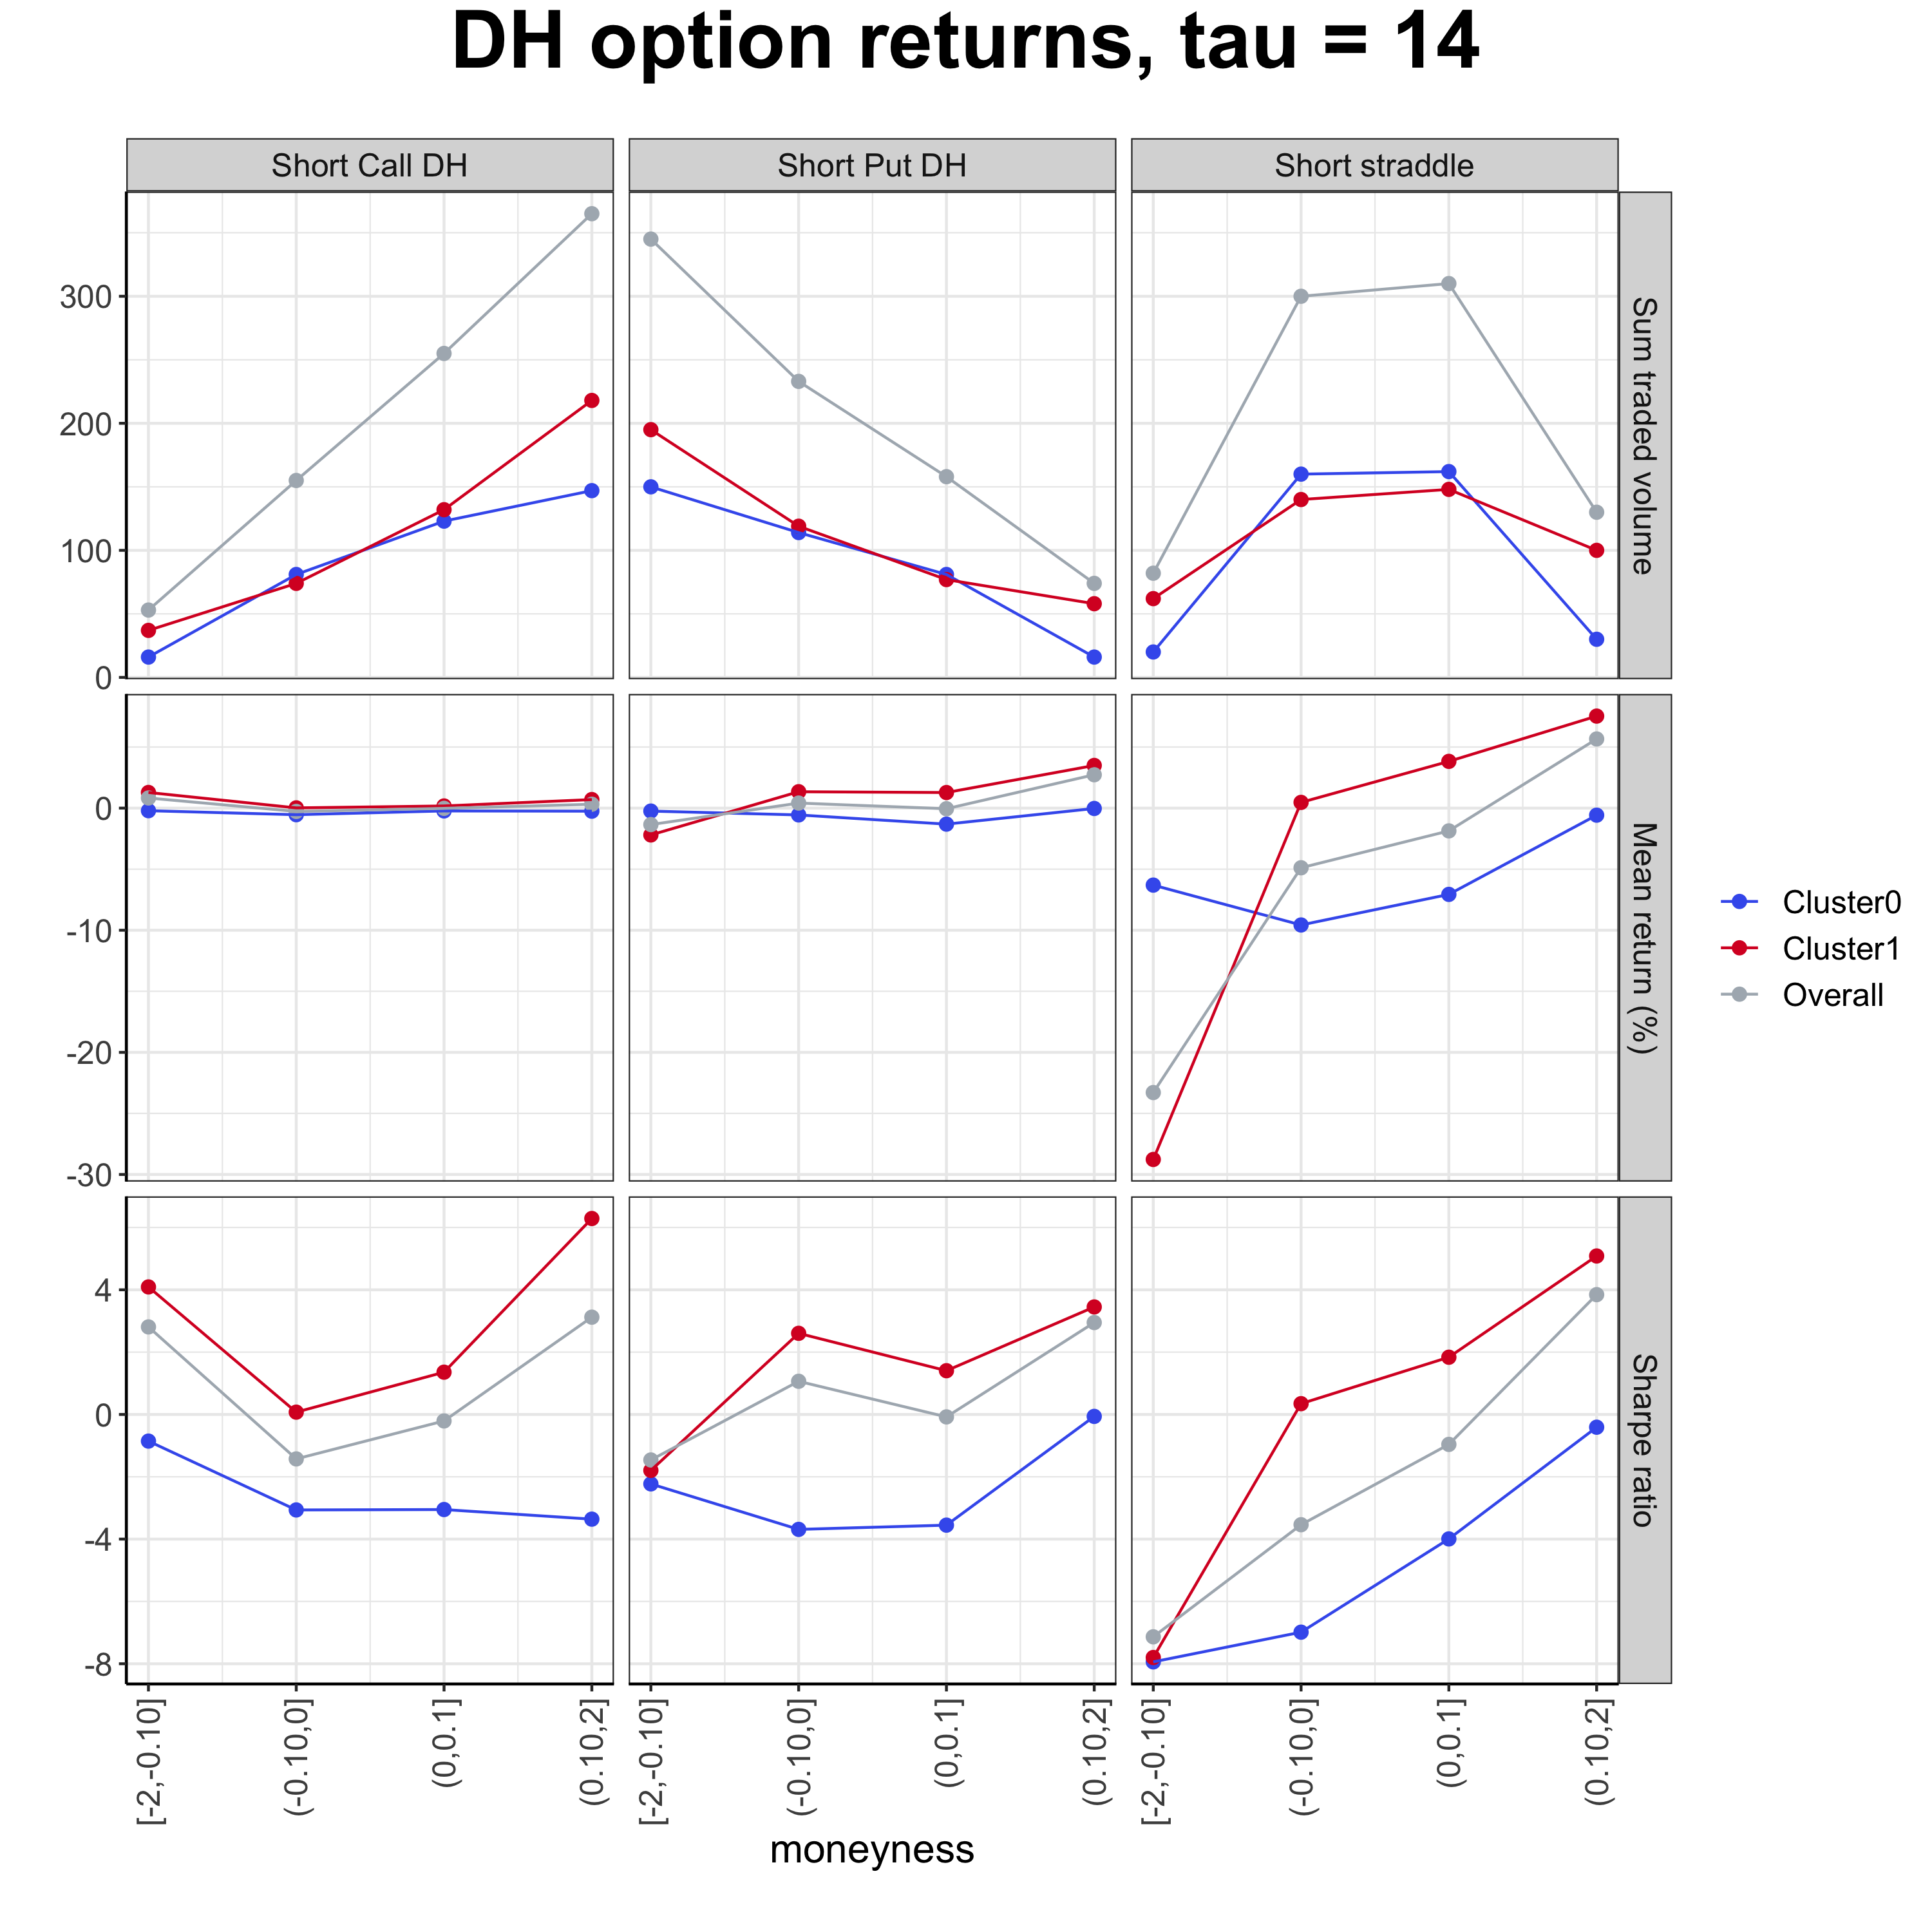 DH option returns, tau = 14
Short Call DH
Short Put DH
Short straddle
300
200
100
0
Sum traded volume
0
-10
-20
-30
Mean return (%)
4
0
-4
-8
Sharpe ratio
[-2,-0.10]
(-0.10,0]
(0,0.1]
(0.10,2]
[-2,-0.10]
(-0.10,0]
(0,0.1]
(0.10,2]
[-2,-0.10]
(-0.10,0]
(0,0.1]
(0.10,2]
moneyness
Cluster0
Cluster1
Overall